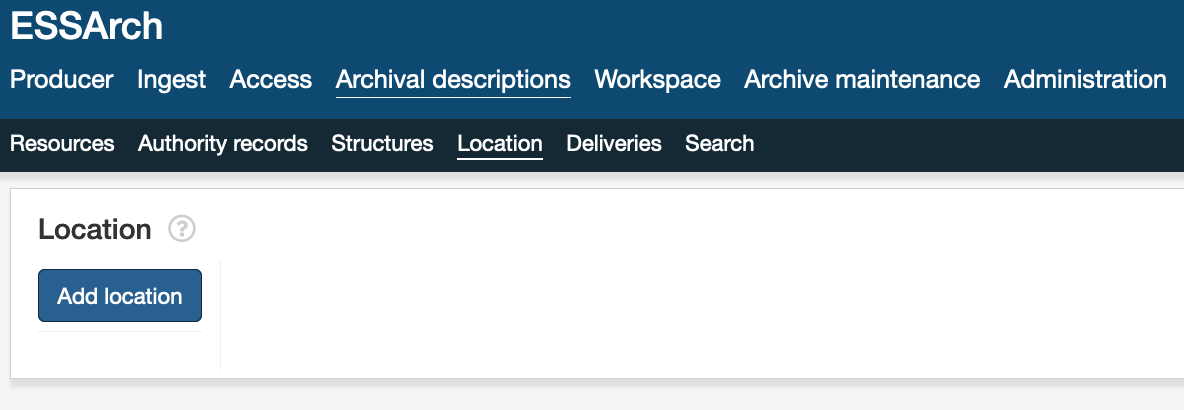 ESSArch
Producer Ingest Access Archival descriptions Workspace Archive maintenance Administration
Resources Authority records Structures Location Deliveries Search
Location ?
Add location